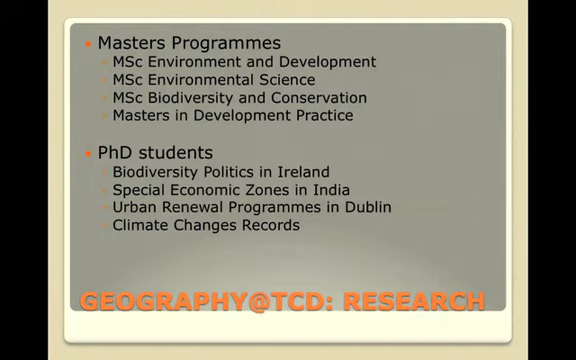 Masters Programmes
MSc Environment and Development
MSc Environmental Science
MSc Biodiversity and Conservation
Masters in Development Practice
PhD students
Biodiversity Politics in Ireland
Special Economic Zones in India
Urban Renewal Programmes in Dublin
Climate Changes Records
GEOGRAPHY@TCD: RESEARCH